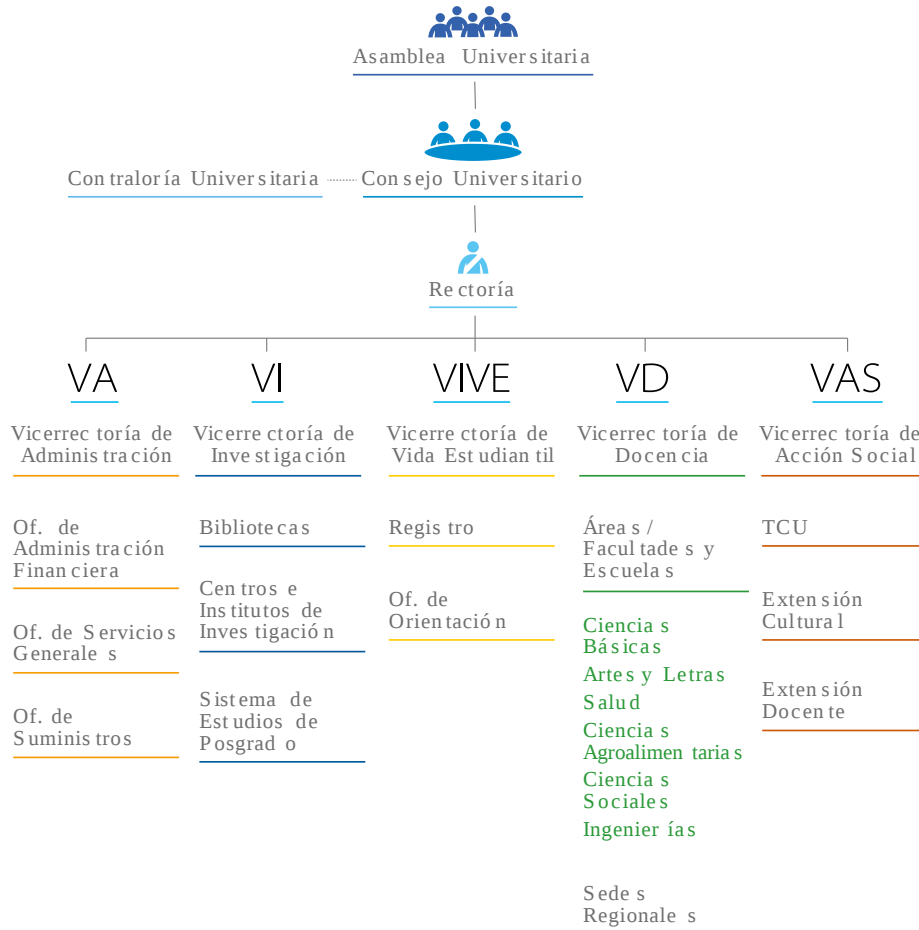 Asamblea Universitaria
Contraloría Universitaria
Consejo Universitario
Rectoría
VA
VI
VIVE
VD
VAS
Vicerrectoría de
Administración
Vicerrectoría de
Investigación
Vicerrectoría de
Vida Estudiantil
Vicerrectoría de
Docencia
Vicerrectoría de
Acción Social
Of. de
Administración
Financiera
Of. de Servicios
Generales
Of. de
Suministros
Bibliotecas
Centros e
Institutos de
Investigación
Sistema de
Estudios de
Posgrado
Registro
Of. de
Orientación
Áreas /
Facultades y
Escuelas
Ciencias
Básicas
Artes y Letras
Salud
Ciencias
Agroalimentarias
Ciencias
Sociales
Ingenierías
Sedes
Regionales
TCU
Extensión
Cultural
Extensión
Docente